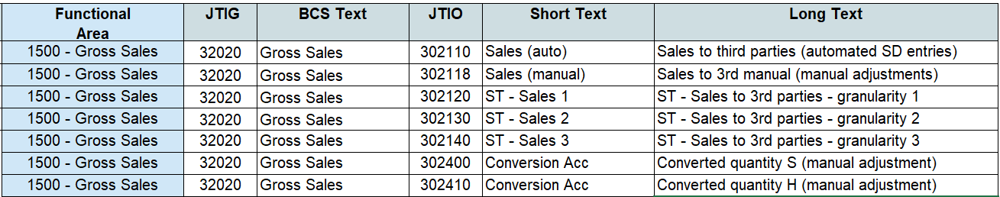 Functional Area JTIG BCS Text JTIO Short Text Long Text
1500 - Gross Sales 32020 Gross Sales 302110 Sales (auto) Sales to third parties (automated SD entries)
1500 - Gross Sales 32020 Gross Sales 302118 Sales (manual) Sales to 3rd manual (manual adjustments)
1500 - Gross Sales 32020 Gross Sales 302120 ST - Sales 1 ST - Sales to 3rd parties - granularity 1
1500 - Gross Sales 32020 Gross Sales 302130 ST - Sales 2 ST - Sales to 3rd parties - granularity 2
1500 - Gross Sales 32020 Gross Sales 302140 ST - Sales 3 ST - Sales to 3rd parties - granularity 3
1500 - Gross Sales 32020 Gross Sales 302400 Conversion Acc Converted quantity S (manual adjustment)
1500 - Gross Sales 32020 Gross Sales 302410 Conversion Acc Converted quantity H (manual adjustment)